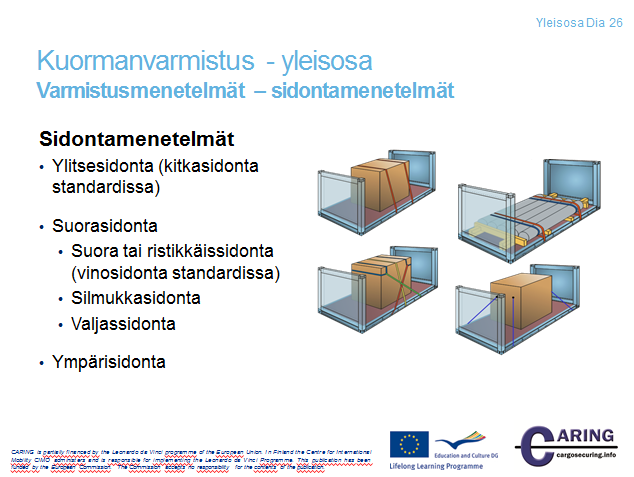 Yleisosa Dia 26
Kuormanvarmistus - yleisosa
Varmistusmenetelmät – sidontamenetelmät
Sidontamenetelmät
• Ylitsesidonta (kitkasidonta
standardissa)
• Suorasidonta
• Suora tai ristikkäissidonta
(vinosidonta standardissa)
• Silmukkasidonta
• Valjassidonta
• Ympärisidonta
CARING is partially financed by the Leonardo da Vinci programme of the European Union. In Finland the Centre for International
Mobility CIMO administers and is responsible for implementing the Leonardo da Vinci Programme. This publication has been
funded by the European Commission. The Commission accepts no responsibility for the contents of the publication.
Education and Culture DG
Lifelong Learning Programme
CARING
cargosecuring.info